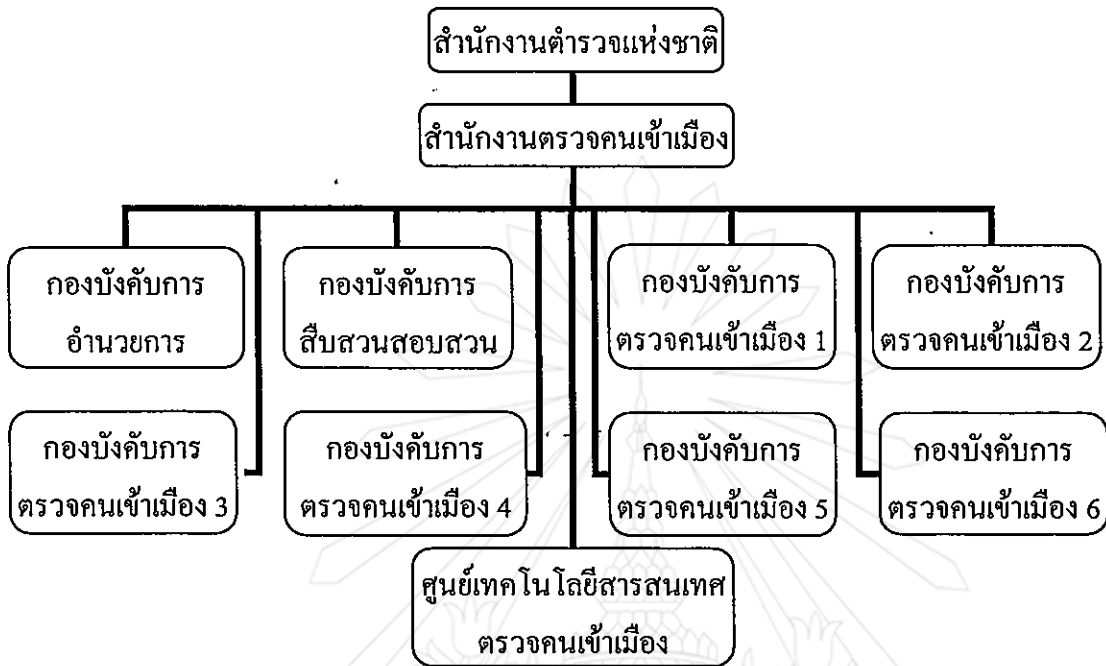 สำนักงานตำรวจแห่งชาติ
สำนักงานตรวจคนเข้าเมือง
กองบังคับการ
อำนวยการ
กองบังคับการ
สืบสวนสอบสวน
กองบังคับการ
ตรวจคนเข้าเมือง 1
กองบังคับการ
ตรวจคนเข้าเมือง 2
กองบังคับการ
ตรวจคนเข้าเมือง 3
กองบังคับการ
ตรวจคนเข้าเมือง 4
กองบังคับการ
ตรวจคนเข้าเมือง 5
กองบังคับการ
ตรวจคนเข้าเมือง 6
ศูนย์เทคโนโลยีสารสนเทศ
ตรวจคนเข้าเมือง